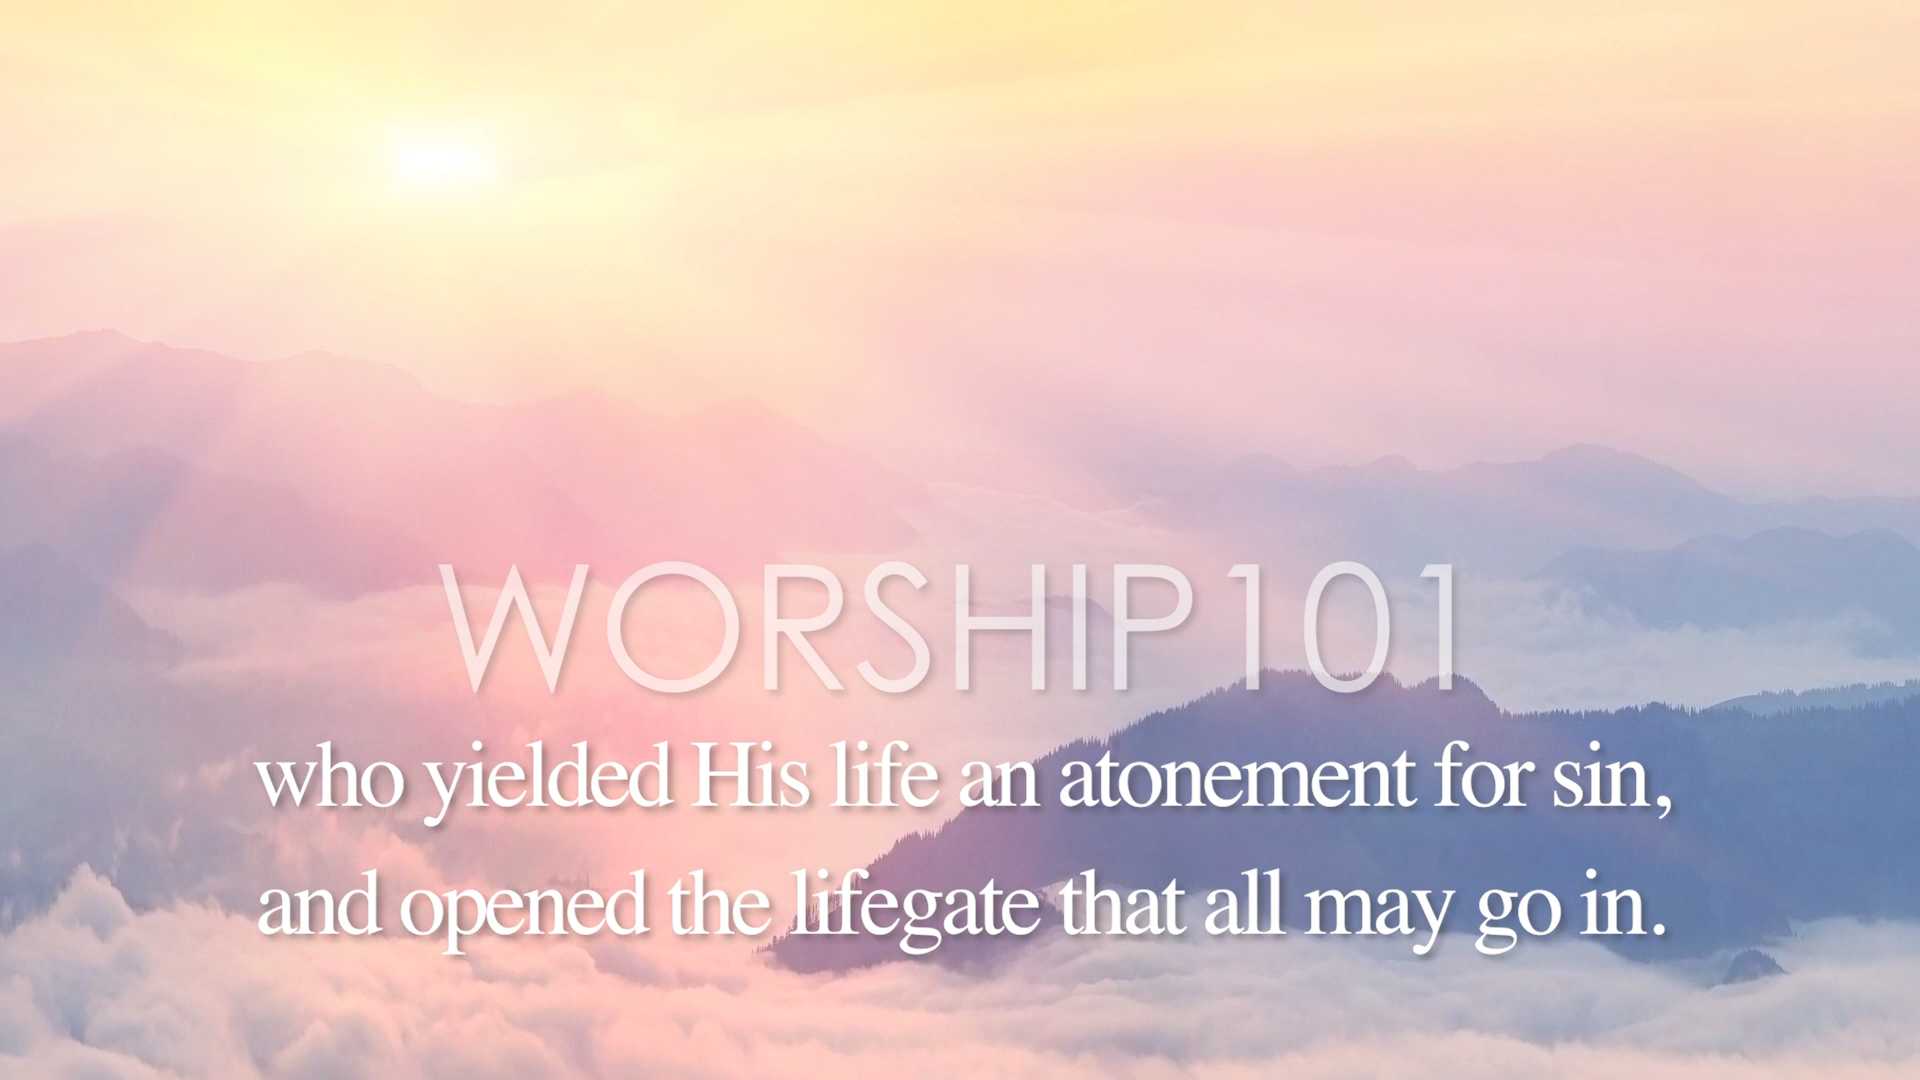 WORSHIP101
who yielded His life an atonement for sin,
and opened the lifegate that all may go in.